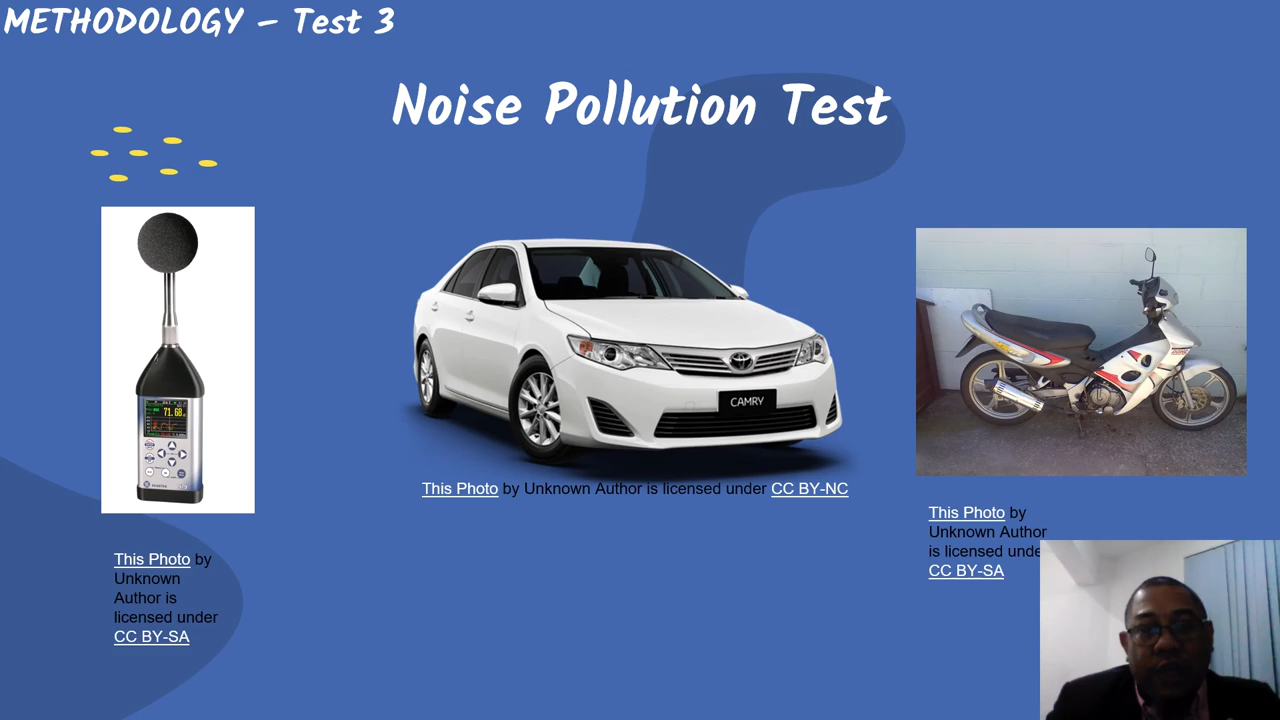 METHODOLOGY – Test 3
Noise Pollution Test
71.68
CAMRY
This Photo by Unknown Author is licensed under CC BY-NC
This Photo by
Unknown
Author is
licensed under
CC BY-SA
This Photo by
Unknown Author
is licensed under
CC BY-SA